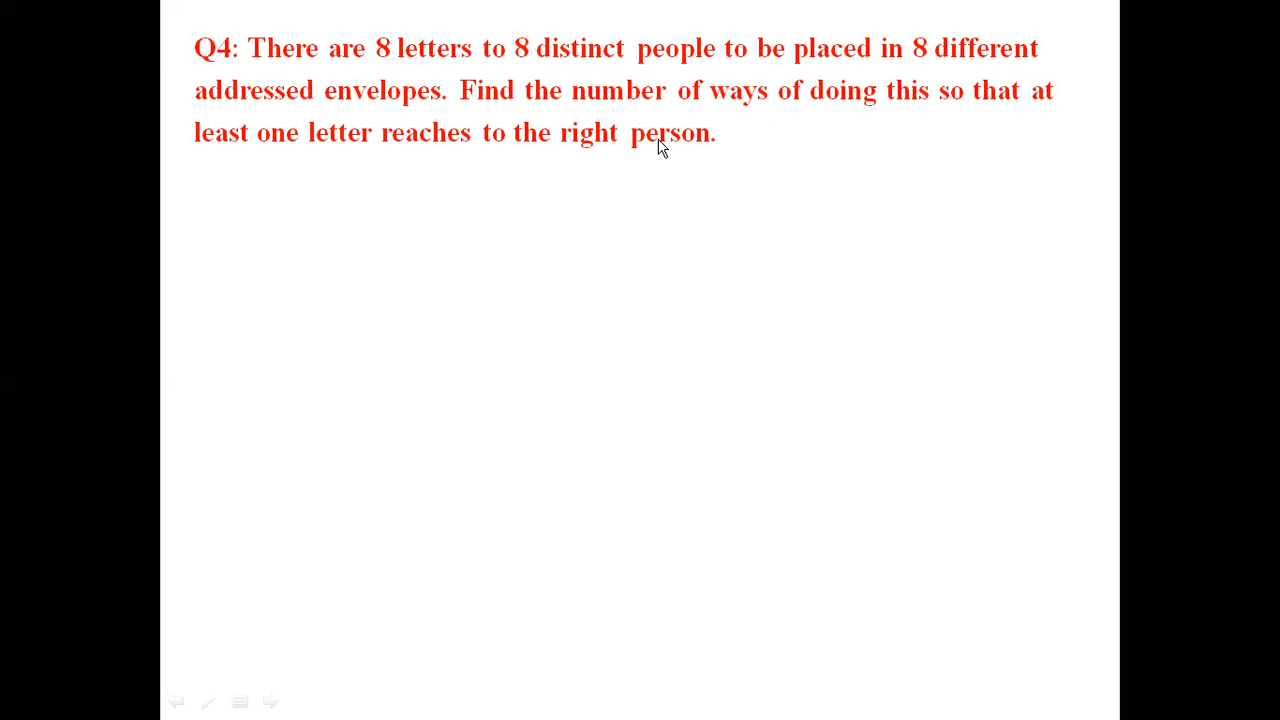 Q4: There are 8 letters to 8 distinct people to be placed in 8 different
addressed envelopes. Find the number of ways of doing this so that at
least one letter reaches to the right person.